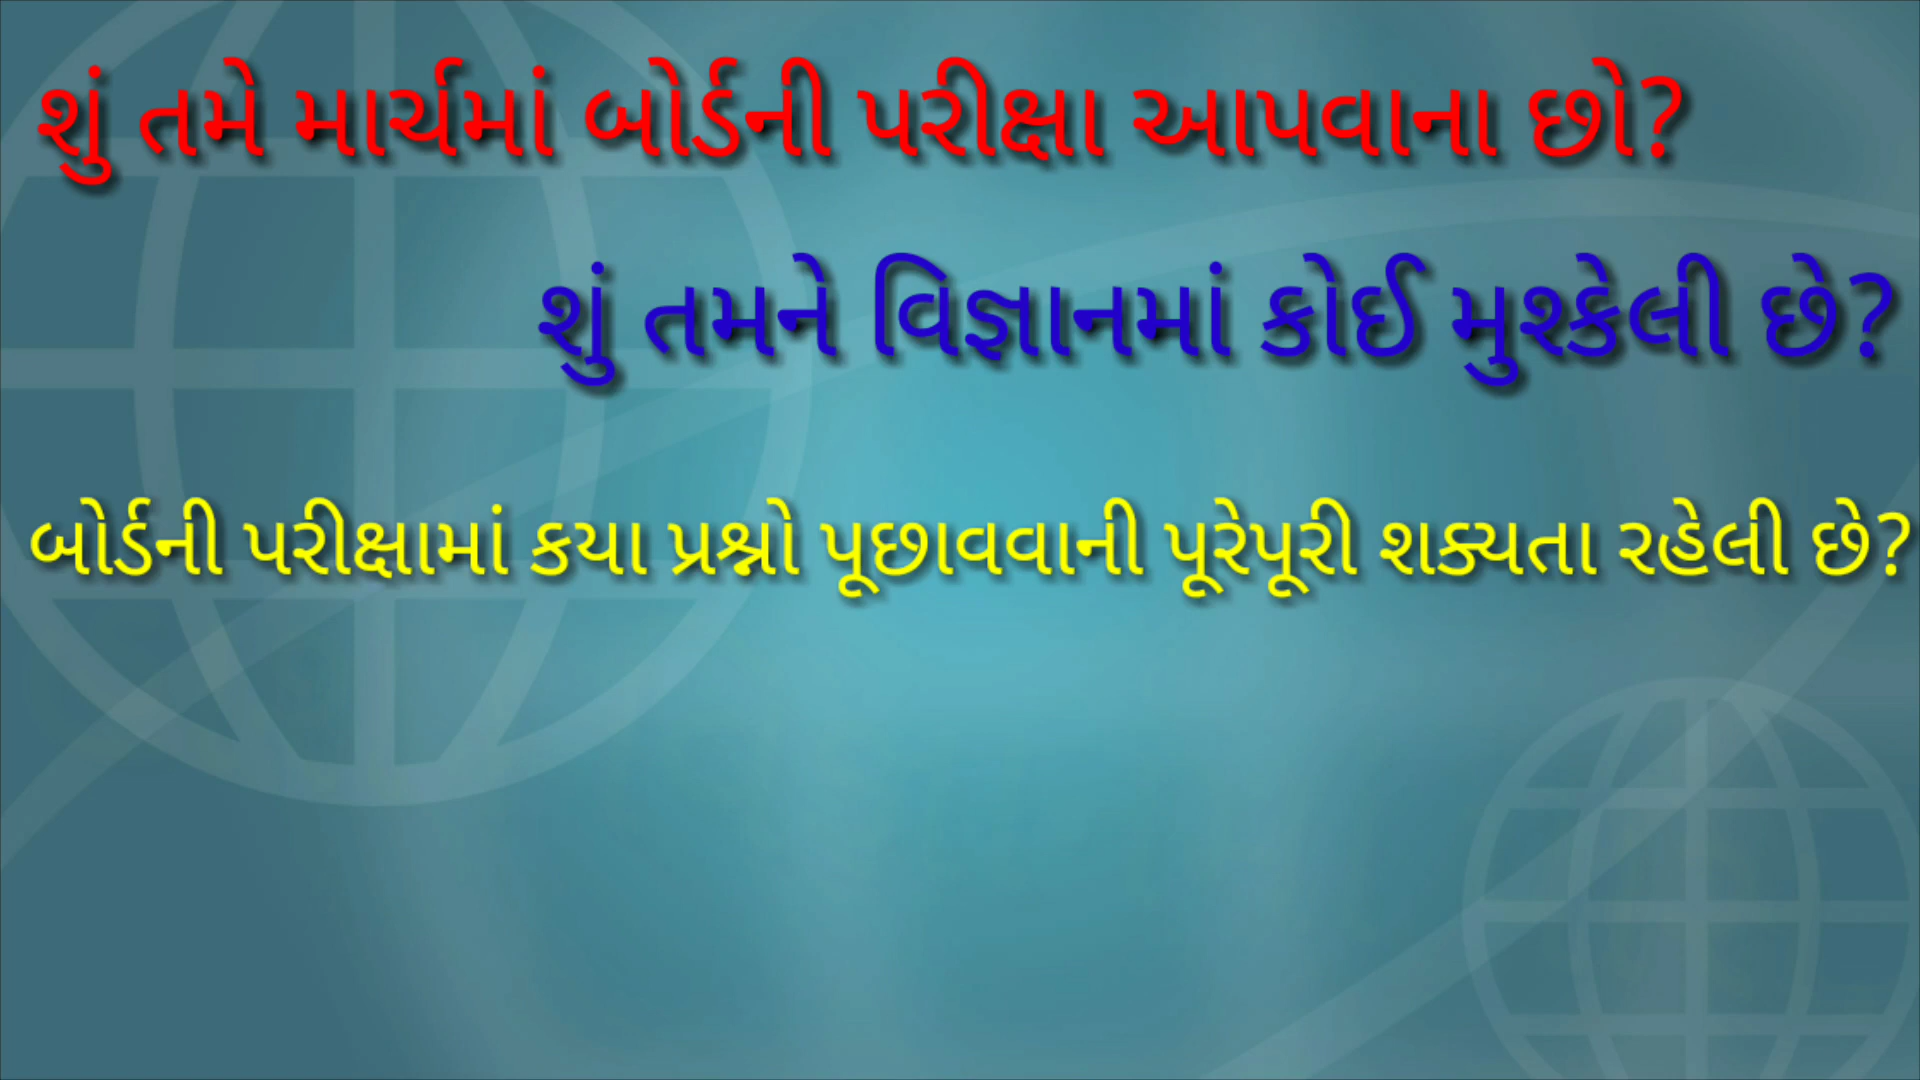 શું તમે માર્ચમાં બોર્ડની પરીક્ષા આપવાના છો?
શું તમને વિજ્ઞાનમાં કોઈ મુશ્કેલી છે?
બોર્ડની પરીક્ષામાં કયા પ્રશ્નો પૂછાવવાની પૂરેપૂરી શક્યતા રહેલી છે?